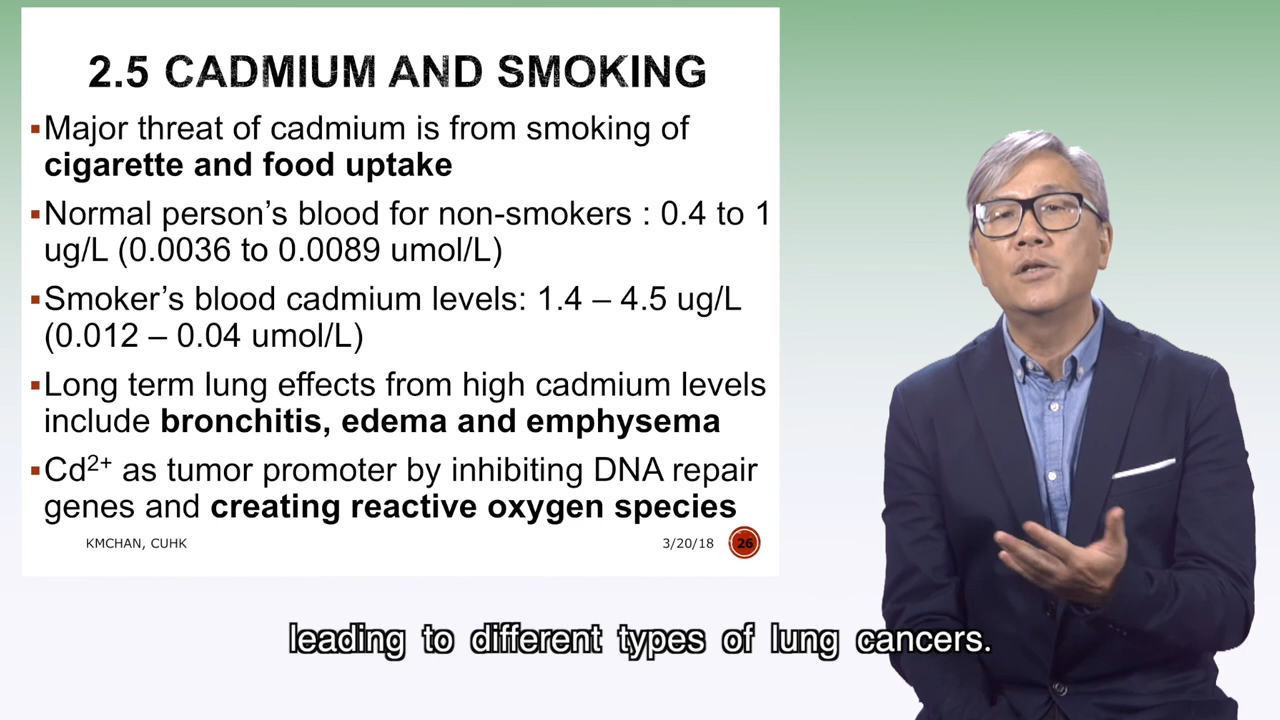 2.5 CADMIUM AND SMOKING
▪Major threat of cadmium is from smoking of
cigarette and food uptake
▪Normal person’s blood for non-smokers : 0.4 to 1
ug/L (0.0036 to 0.0089 umol/L)
▪Smoker’s blood cadmium levels: 1.4 – 4.5 ug/L
(0.012 – 0.04 umol/L)
▪Long term lung effects from high cadmium levels
include bronchitis, edema and emphysema
▪Cd²⁺ as tumor promoter by inhibiting DNA repair
genes and creating reactive oxygen species
KMCHAN, CUHK 3/20/18 26
leading to different types of lung cancers.